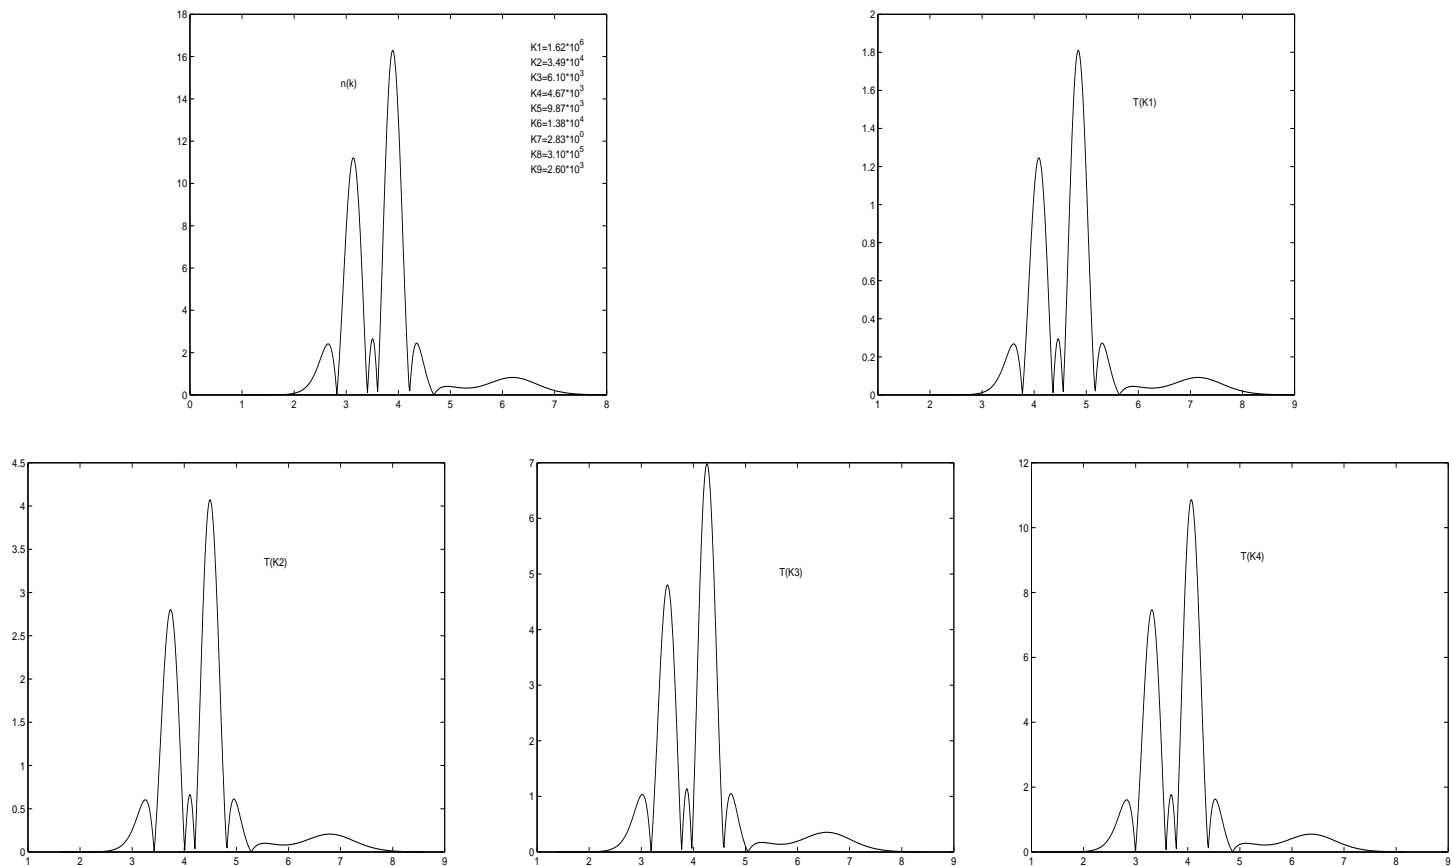 18
16
14
12
10
8
6
4
2
0
0 1 2 3 4 5 6 7 8
n(k)
K1=1.62*10^6
K2=3.49*10^4
K3=6.10*10^3
K4=4.67*10^3
K5=9.87*10^3
K6=1.38*10^4
K7=2.83*10^0
K8=3.10*10^5
K9=2.60*10^3
2
1.8
1.6
1.4
1.2
1
0.8
0.6
0.4
0.2
0
1 2 3 4 5 6 7 8 9
T(K1)
4.5
4
3.5
3
2.5
2
1.5
1
0.5
0
1 2 3 4 5 6 7 8 9
T(K2)
7
6
5
4
3
2
1
0
1 2 3 4 5 6 7 8 9
T(K3)
12
10
8
6
4
2
0
1 2 3 4 5 6 7 8 9
T(K4)